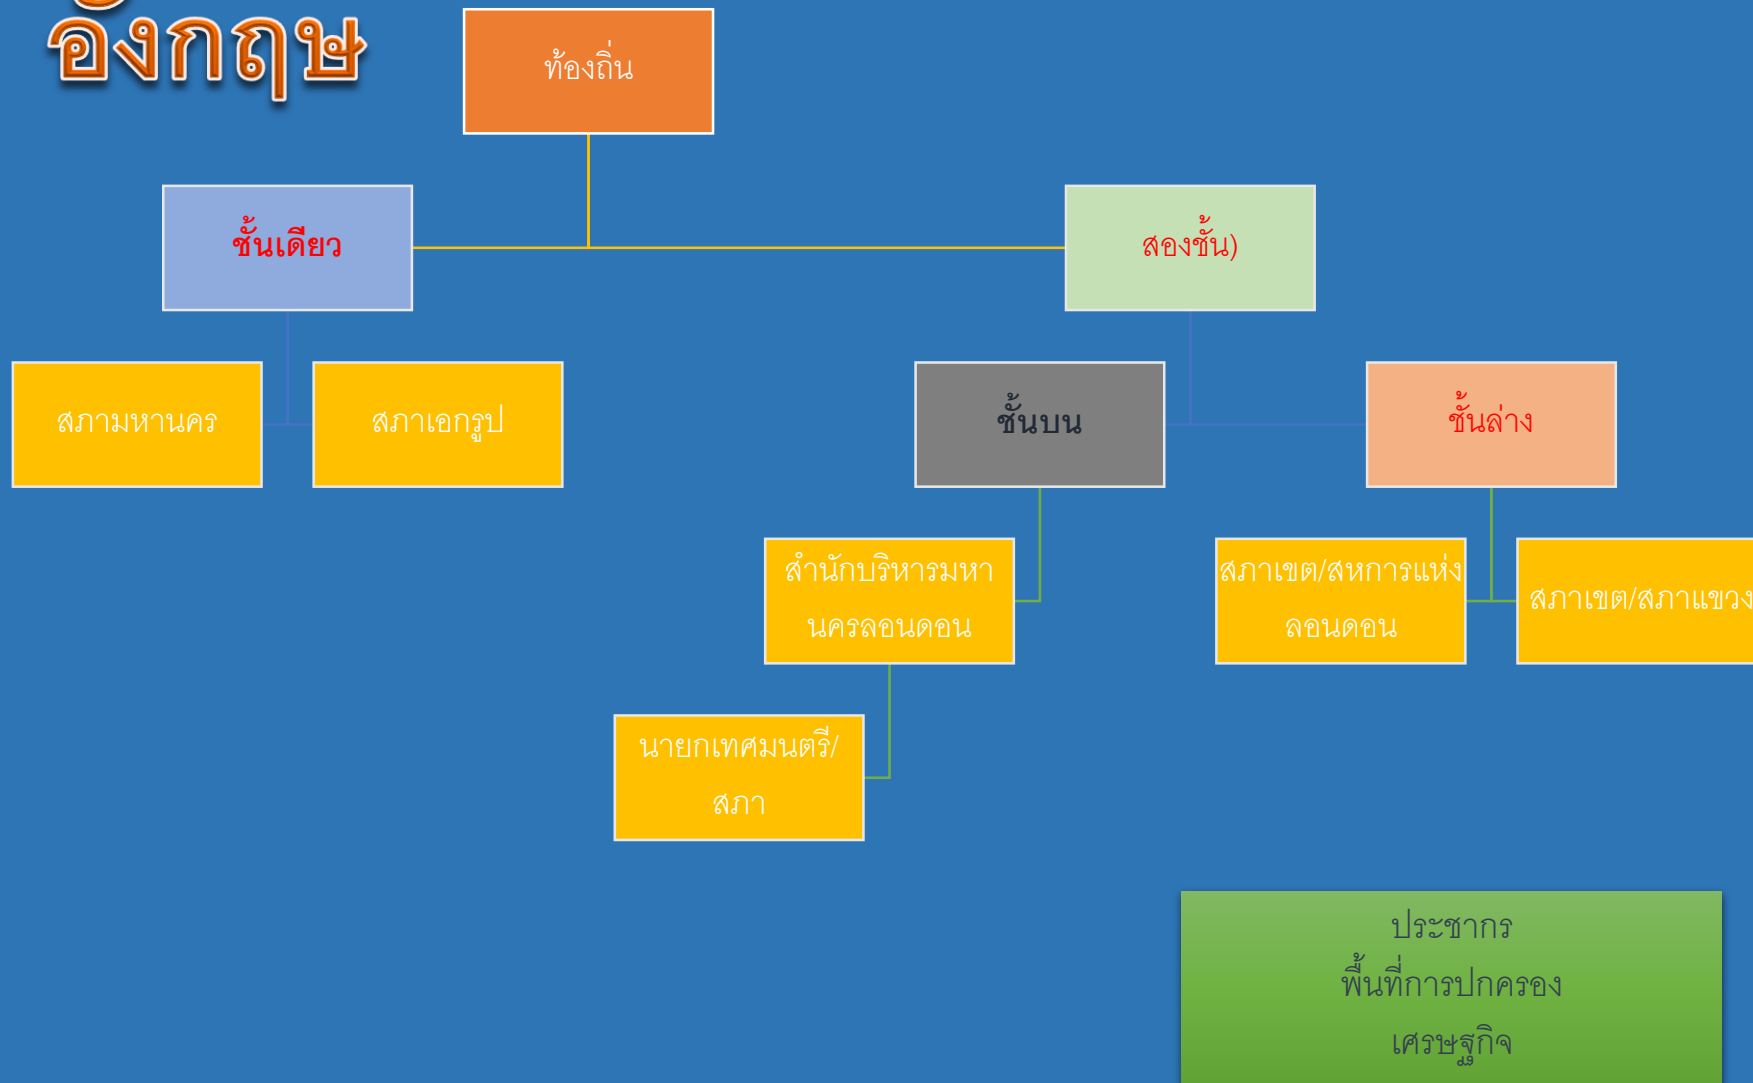 อังกฤษ
ท้องถิ่น
ชั้นเดียว
สองชั้น)
สภามหานคร
สภาเอกรูป
ชั้นบน
ชั้นล่าง
สำนักบริหารมหา
นครลอนดอน
สภาเขต/สหการแห่ง
ลอนดอน
สภาเขต/สภาแขวง
นายกเทศมนตรี/
สภา
ประชากร
พื้นที่การปกครอง
เศรษฐกิจ